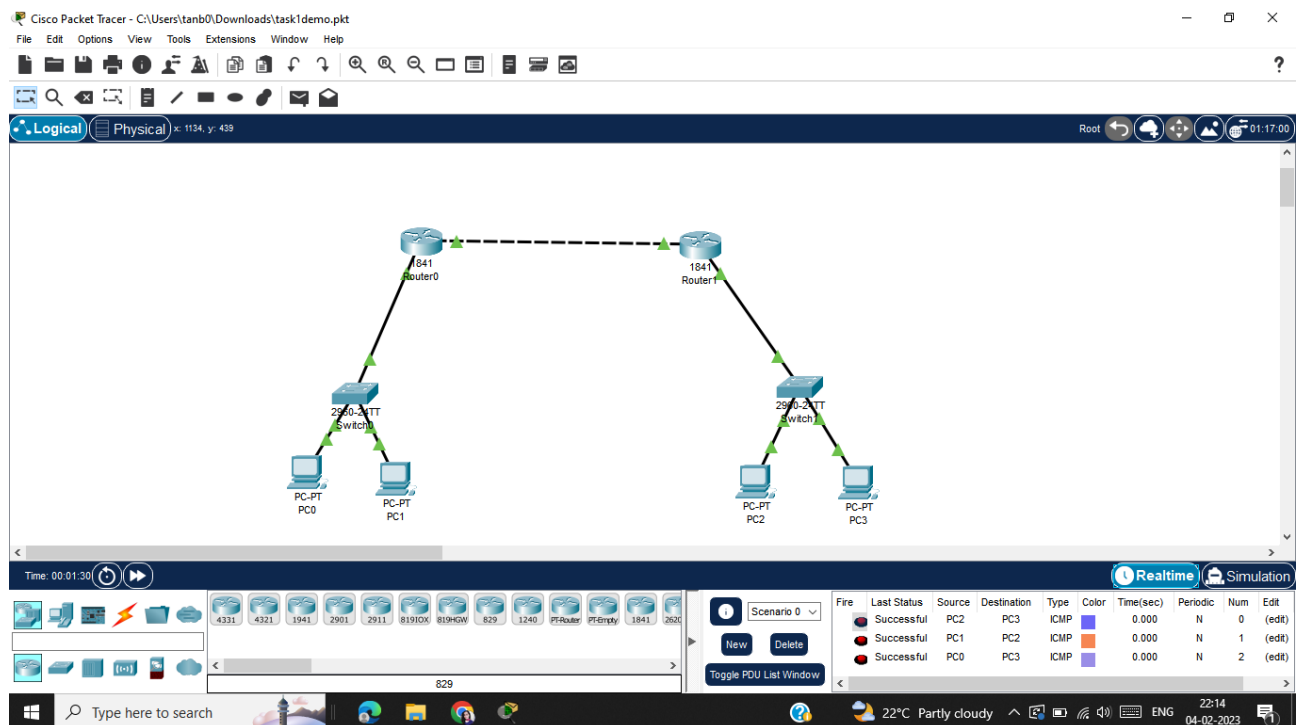 Cisco Packet Tracer - C:\Users\tanb0\Downloads\task1demo.pkt
File Edit Options View Tools Extensions Window Help
?
Logical Physical x: 1134, y: 439 Root 01:17:00
1841
Router0
1841
Router1
2960-24TT
Switch0
2960-24TT
Switch1
PC-PT
PC0
PC-PT
PC1
PC-PT
PC2
PC-PT
PC3
Time: 00:01:30 Realtime Simulation
4331 4321 1941 2901 2911 819IOX 819HGW 829 1240 PT-Router PT-Empty 1841 262
829
Scenario 0
New Delete
Toggle PDU List Window
Fire Last Status Source Destination Type Color Time(sec) Periodic Num Edit
Successful PC2 PC3 ICMP 0.000 N 0 (edit)
Successful PC1 PC2 ICMP 0.000 N 1 (edit)
Successful PC0 PC3 ICMP 0.000 N 2 (edit)
Type here to search 22°C Partly cloudy ENG 22:14
04-02-2023